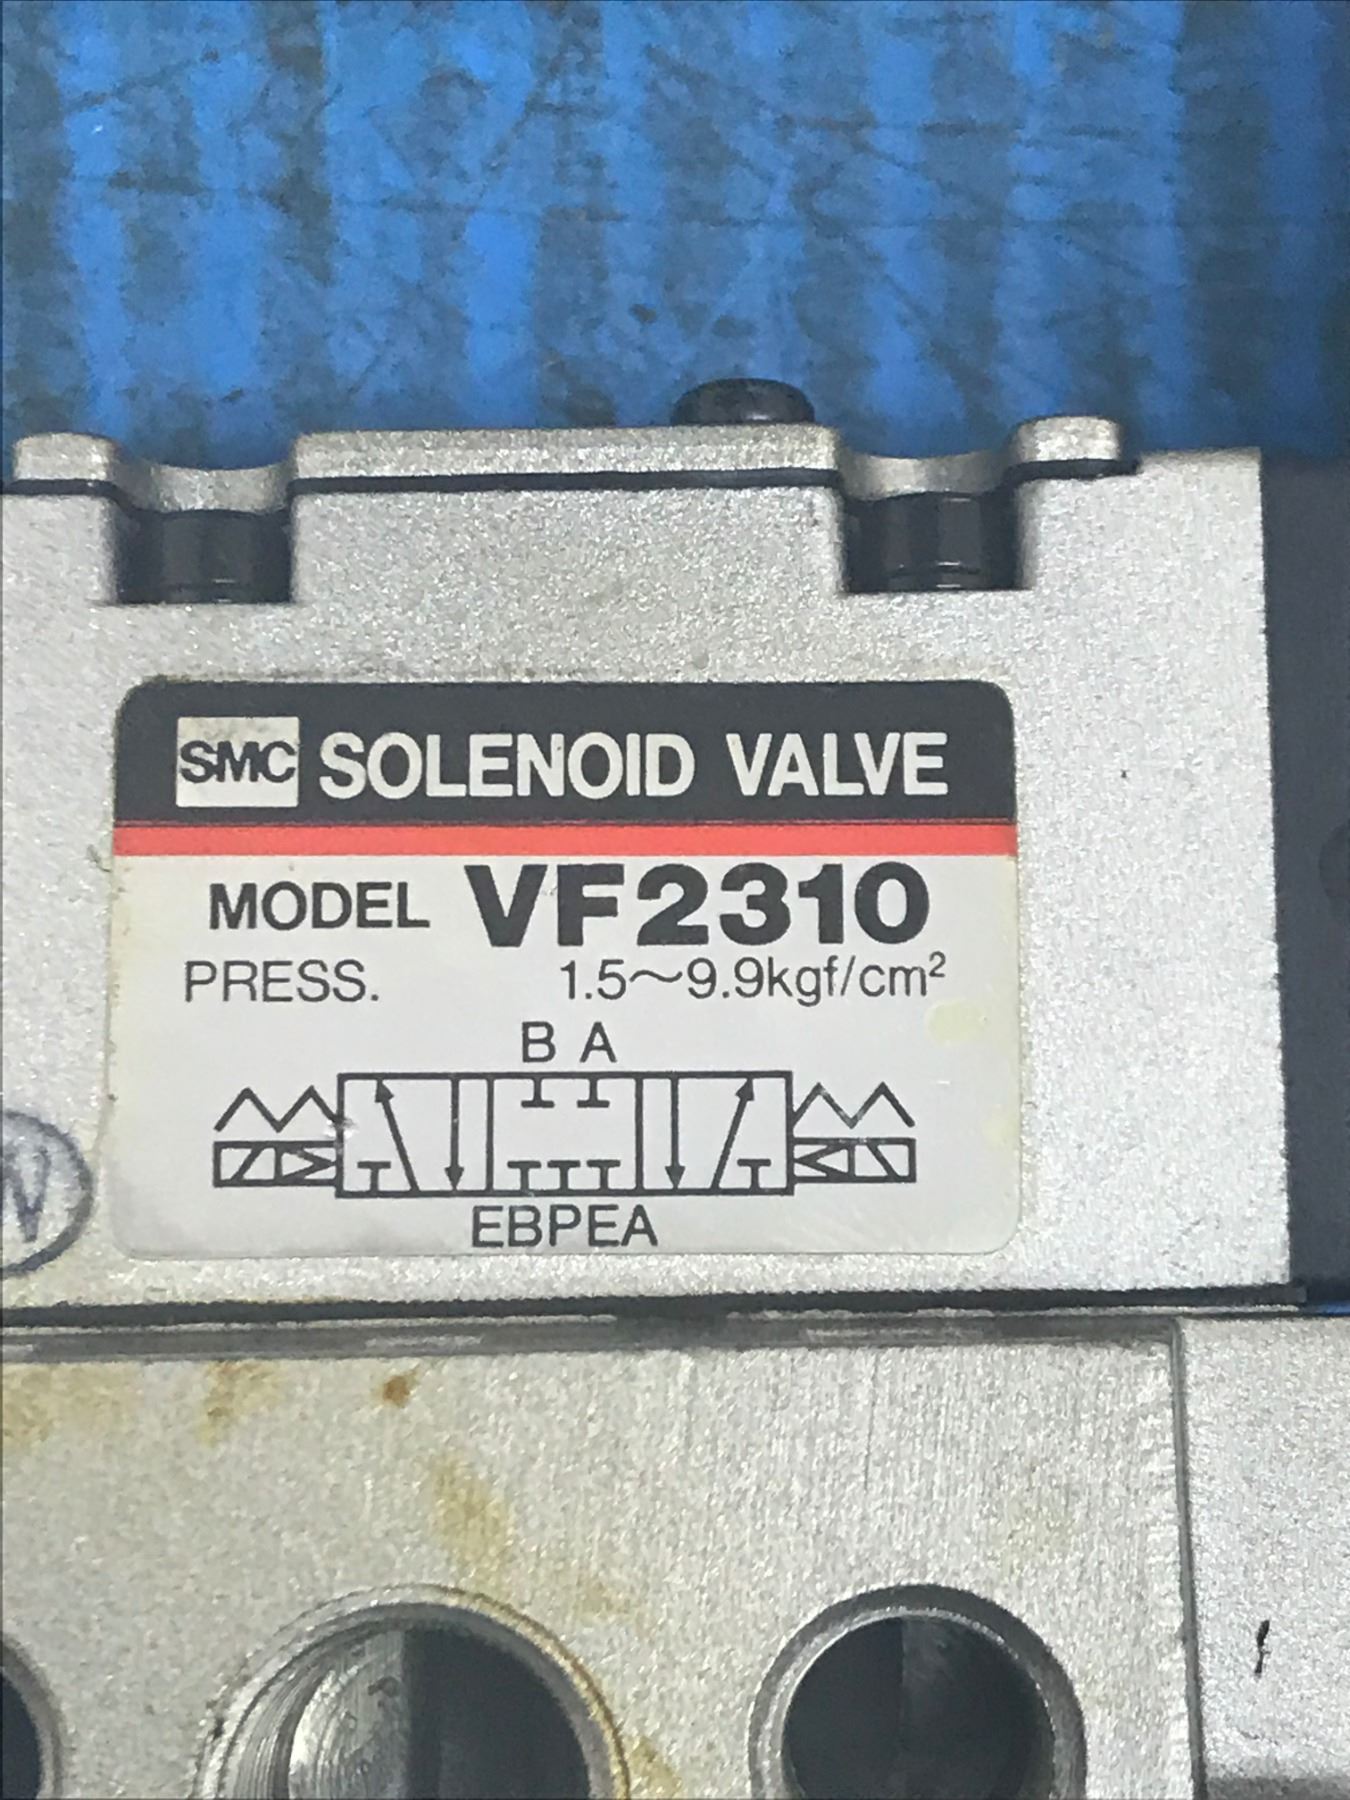 SMC SOLENOID VALVE
MODEL VF2310
PRESS. 1.5～9.9kgf/cm²
B A
EBPEA